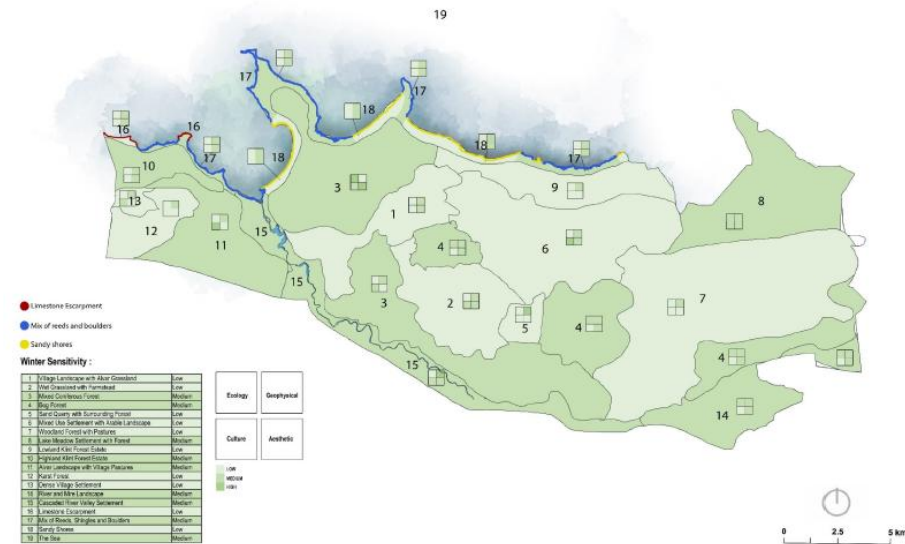 19
17
17
18
16
16
17
18
18
17
10
3
9
13
8
1
12
15
11
4
6
15
3
2
7
5
4
4
15
14
Limestone Escarpment
Mix of reeds and boulders
Sandy shores
Winter Sensitivity :
1 Village Landscape with Alvar Grassland Low
2 Wet Grassland with Farmstead Low
3 Mixed Coniferous Forest Medium
4 Bog Forest Medium
5 Sand Quarry with Surrounding Forest Low
6 Mixed Use Settlement with Arable Landscape Low
7 Woodland Forest with Pastures Low
8 Lake Meadow Settlement with Forest Medium
9 Lowland Klint Forest Estate Low
10 Highland Klint Forest Estate Medium
11 Alvar Landscape with Village Pastures Medium
12 Karst Forest Low
13 Dense Village Settlement Low
14 River and Mire Landscape Medium
15 Cascaded River Valley Settlement Medium
16 Limestone Escarpment Low
17 Mix of Reeds, Shingles and Boulders Medium
18 Sandy Shores Low
19 The Sea Medium
Ecology Geophysical
Culture Aesthetic
LOW
MEDIUM
HIGH
0 2.5 5 km